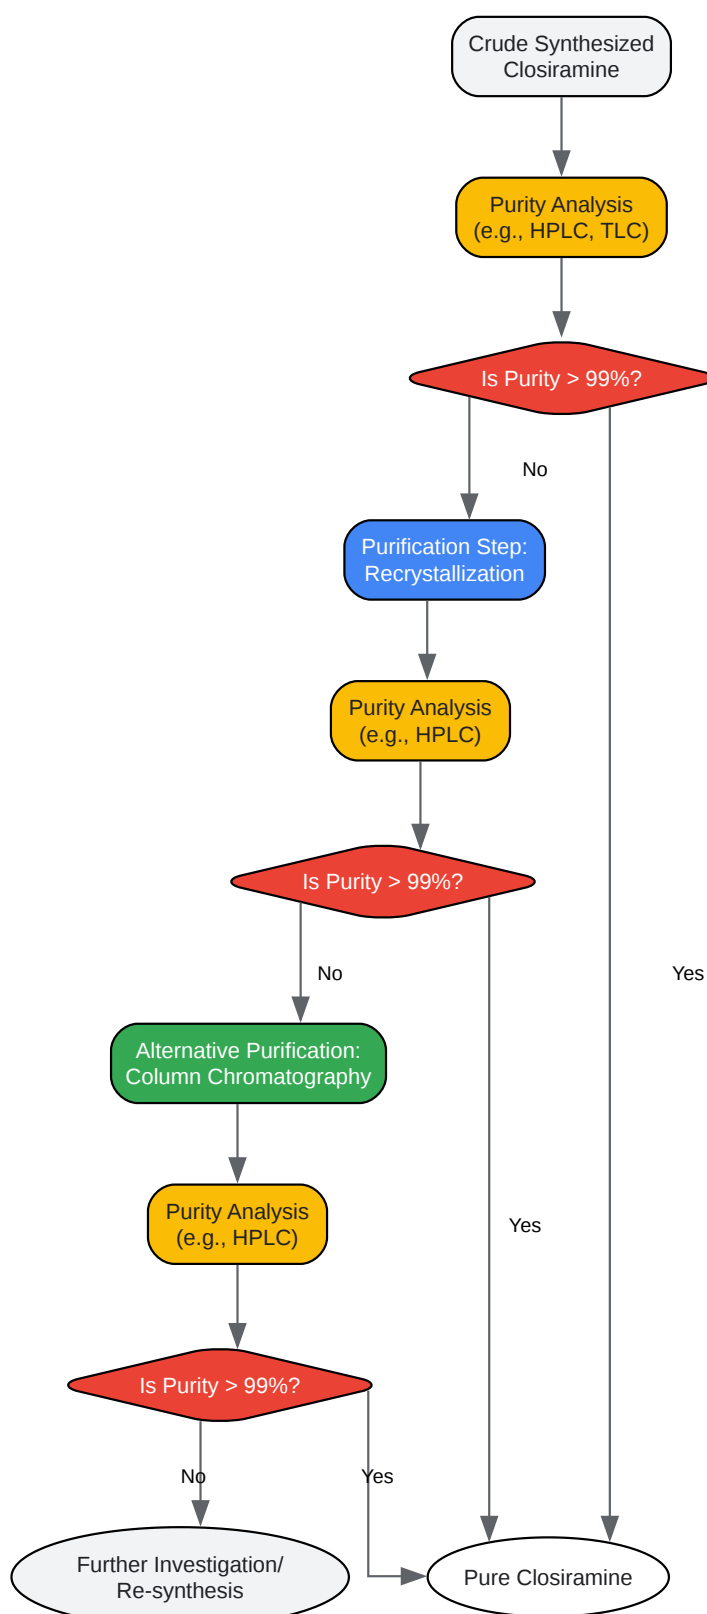 Crude Synthesized
Closiramine
Purity Analysis
(e.g., HPLC, TLC)
Is Purity > 99%?
No
Purification Step:
Recrystallization
Purity Analysis
(e.g., HPLC)
Is Purity > 99%?
No
Yes
Alternative Purification:
Column Chromatography
Purity Analysis
(e.g., HPLC)
Yes
Is Purity > 99%?
No
Yes
Further Investigation/
Re-synthesis
Pure Closiramine